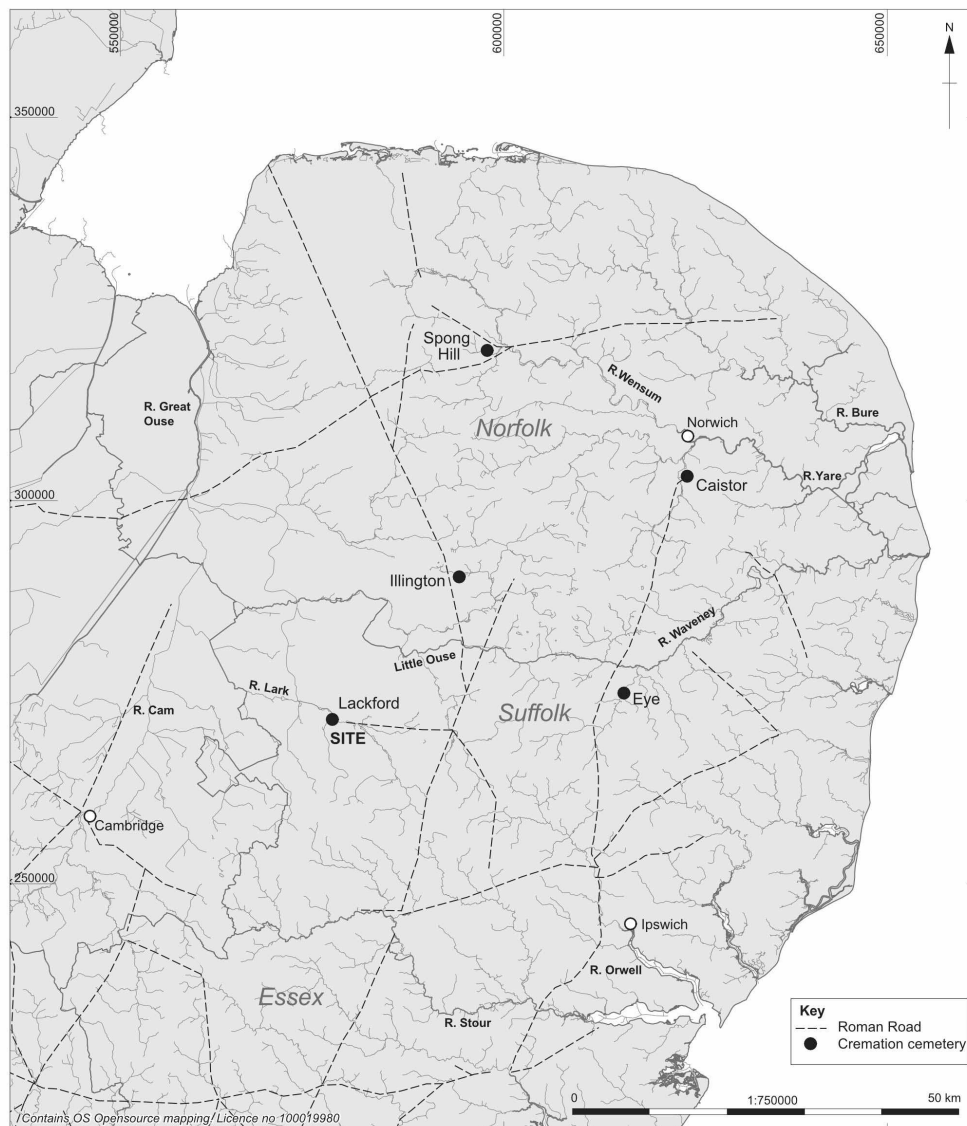 550000
600000
650000
N
350000
Spong
Hill
R.Wensum
R. Great
Ouse
Norfolk
Norwich
R. Bure
R.Yare
Caistor
300000
Illington
R. Waveney
Little Ouse
R. Lark
Lackford
SITE
R. Cam
Suffolk
Eye
Cambridge
250000
Ipswich
R. Orwell
Essex
R. Stour
Key
Roman Road
Cremation cemetery
0
1:750000
50 km
Contains OS Opensource mapping/ Licence no 100019980